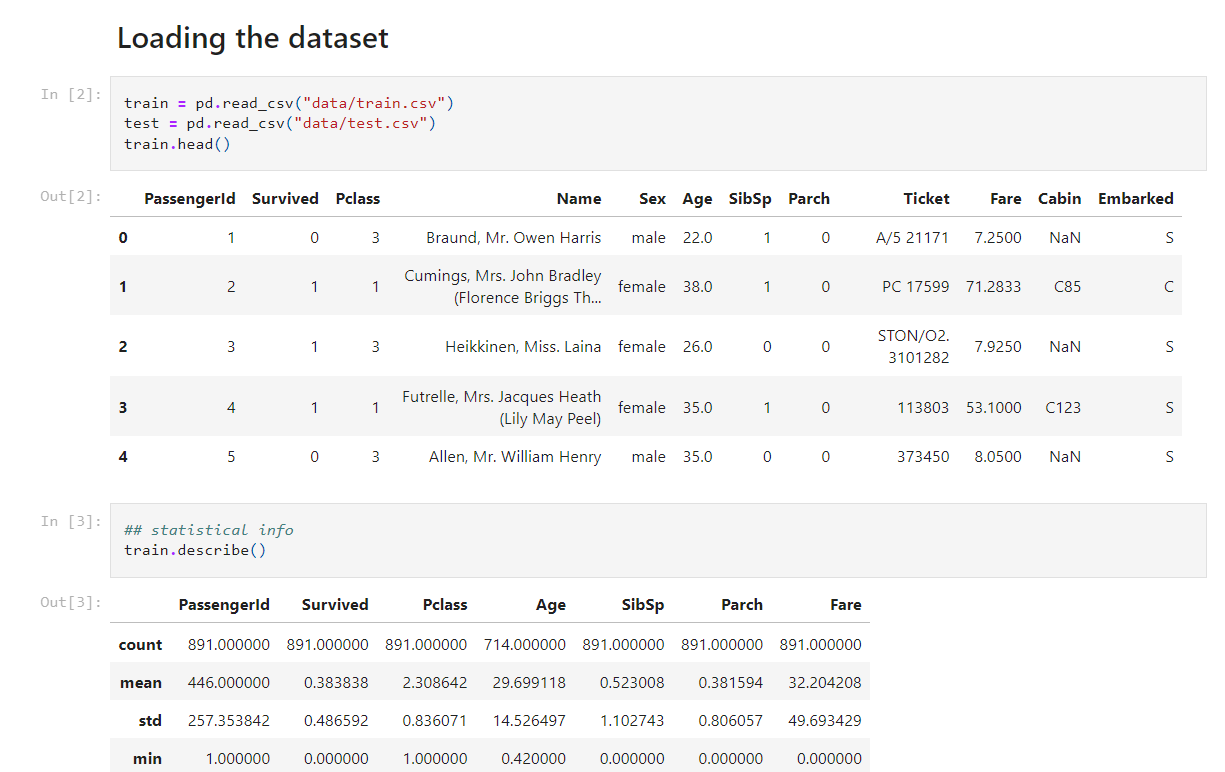 Loading the dataset
In [2]:
train = pd.read_csv("data/train.csv")
test = pd.read_csv("data/test.csv")
train.head()
Out[2]:
PassengerId Survived Pclass Name Sex Age SibSp Parch Ticket Fare Cabin Embarked
0 1 0 3 Braund, Mr. Owen Harris male 22.0 1 0 A/5 21171 7.2500 NaN S
1 2 1 1 Cumings, Mrs. John Bradley
(Florence Briggs Th... female 38.0 1 0 PC 17599 71.2833 C85 C
2 3 1 3 Heikkinen, Miss. Laina female 26.0 0 0 STON/O2.
3101282 7.9250 NaN S
3 4 1 1 Futrelle, Mrs. Jacques Heath
(Lily May Peel) female 35.0 1 0 113803 53.1000 C123 S
4 5 0 3 Allen, Mr. William Henry male 35.0 0 0 373450 8.0500 NaN S
In [3]:
## statistical info
train.describe()
Out[3]:
PassengerId Survived Pclass Age SibSp Parch Fare
count 891.000000 891.000000 891.000000 714.000000 891.000000 891.000000 891.000000
mean 446.000000 0.383838 2.308642 29.699118 0.523008 0.381594 32.204208
std 257.353842 0.486592 0.836071 14.526497 1.102743 0.806057 49.693429
min 1.000000 0.000000 1.000000 0.420000 0.000000 0.000000 0.000000